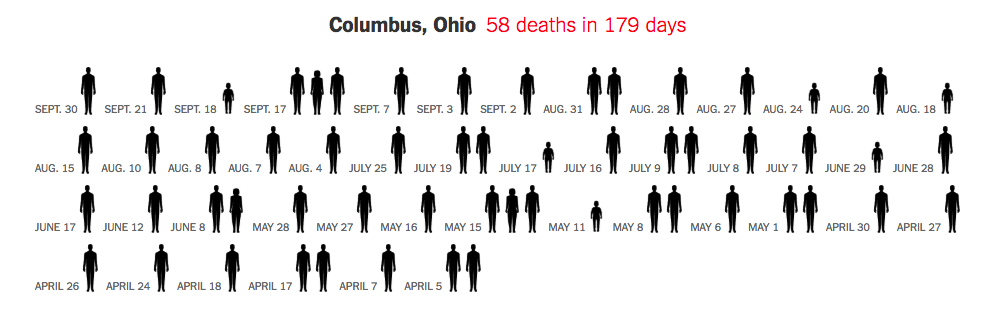 Columbus, Ohio 58 deaths in 179 days
SEPT. 30 SEPT. 21 SEPT. 18 SEPT. 17 SEPT. 7 SEPT. 3 SEPT. 2 AUG. 31 AUG. 28 AUG. 27 AUG. 24 AUG. 20 AUG. 18
AUG. 15 AUG. 10 AUG. 8 AUG. 7 AUG. 4 JULY 25 JULY 19 JULY 17 JULY 16 JULY 9 JULY 8 JULY 7 JUNE 29 JUNE 28
JUNE 17 JUNE 12 JUNE 8 MAY 28 MAY 27 MAY 16 MAY 15 MAY 11 MAY 8 MAY 6 MAY 1 APRIL 30 APRIL 27
APRIL 26 APRIL 24 APRIL 18 APRIL 17 APRIL 7 APRIL 5